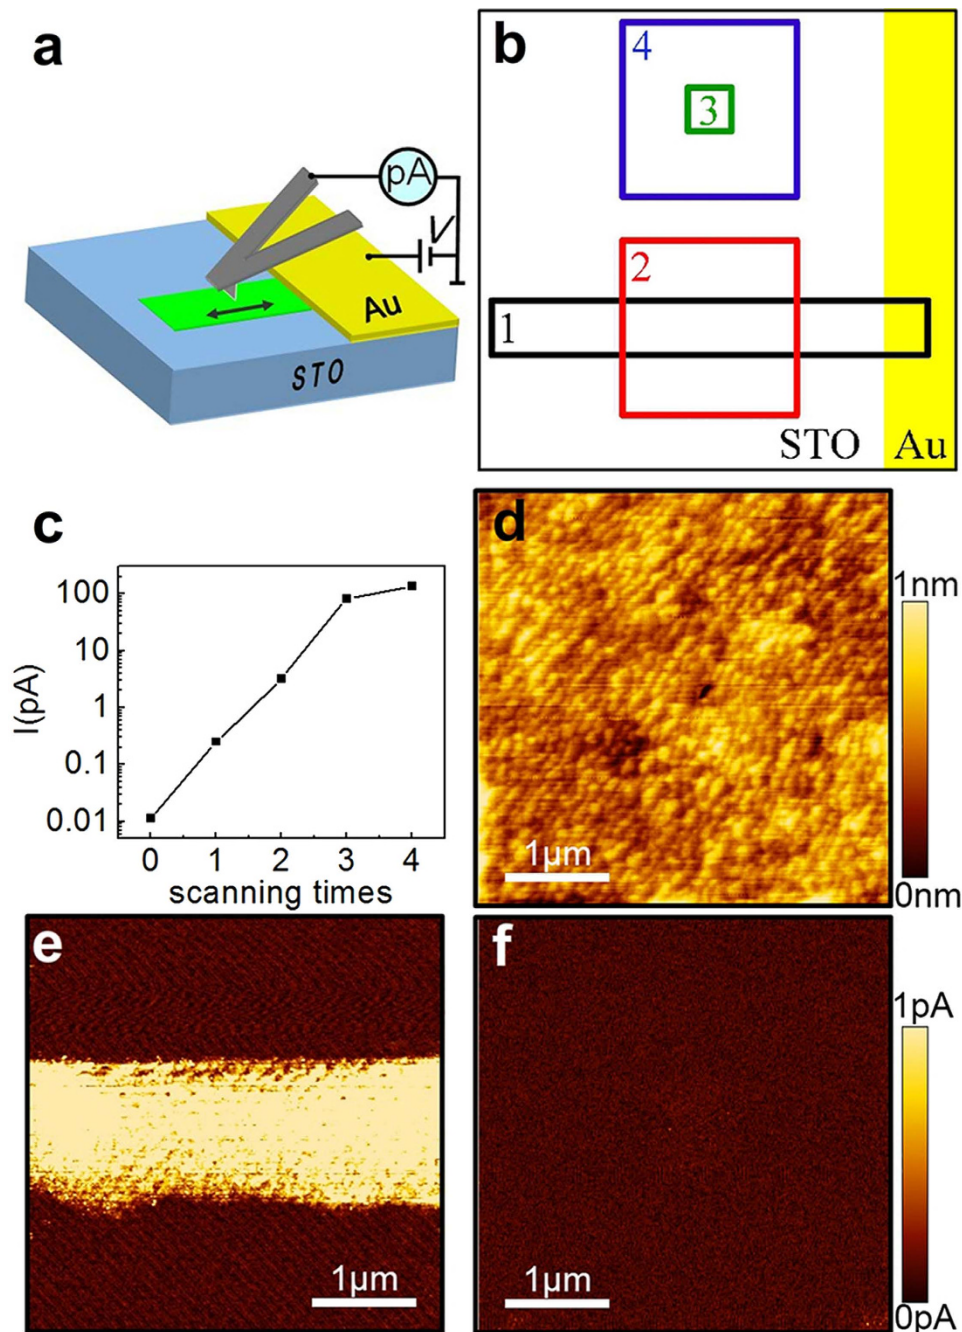 a
pA
V
Au
STO
b
4
3
2
1
STO Au
c
I(pA)
100
10
1
0.1
0.01
0 1 2 3 4
scanning times
d
1µm
1nm
0nm
e
1µm
f
1µm
1pA
0pA